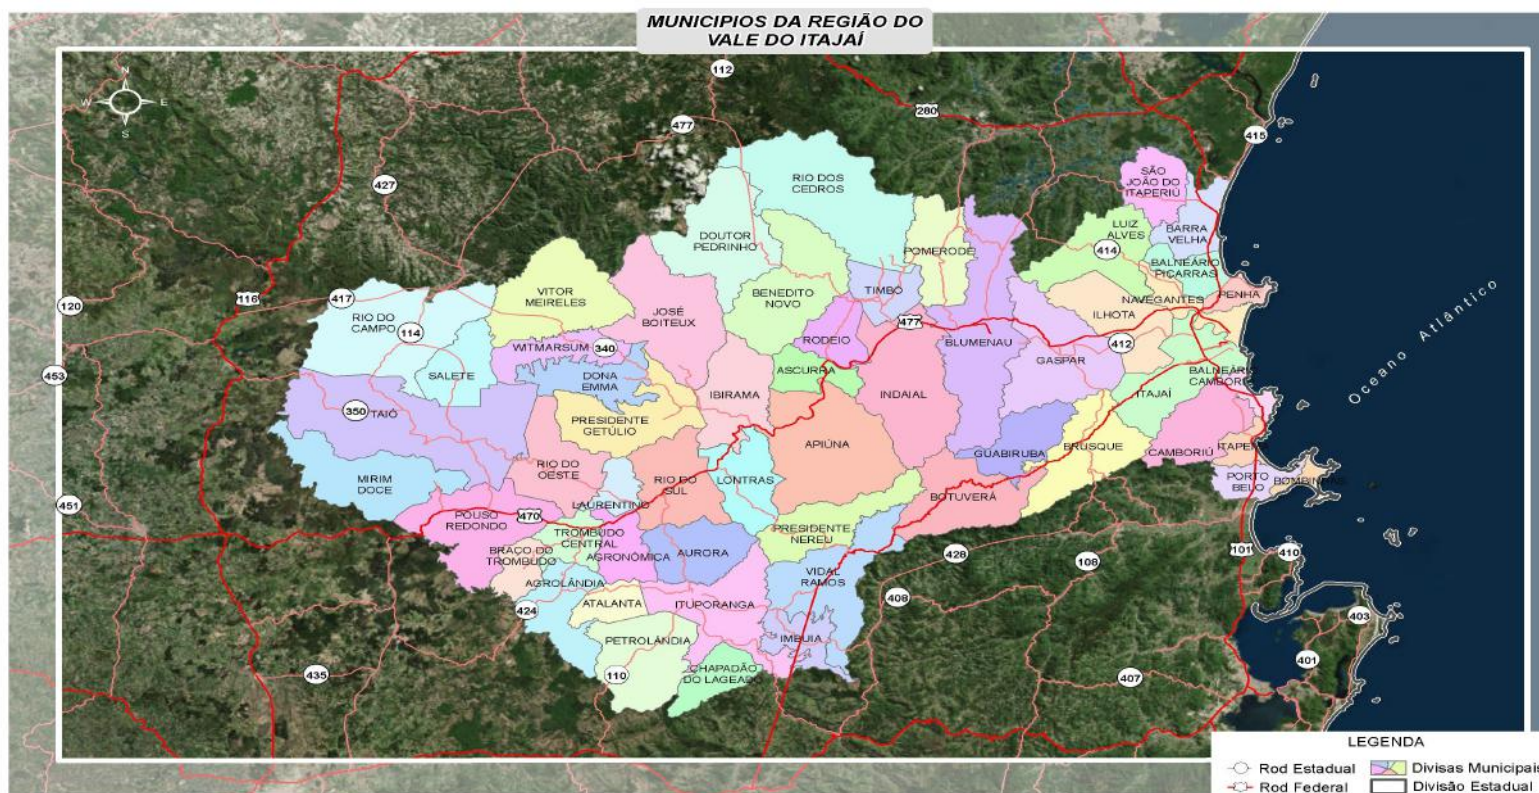 MUNICIPIOS DA REGIÃO DO
VALE DO ITAJAÍ
N
W E
S
112
280
477
415
427
RIO DOS
CEDROS
SÃO
JOÃO DO
ITAPERIÚ
DOUTOR
PEDRINHO
LUIZ
ALVES
BARRA
VELHA
POMERODE
414
BALNEÁRIO
PIÇARRAS
120
116
417
VITOR
MEIRELES
BENEDITO
NOVO
TIMBÓ
NAVEGANTES
PENHA
RIO DO
CAMPO
114
JOSÉ
BOITEUX
477
ILHOTA
WITMARSUM
340
RODEIO
BLUMENAU
412
GASPAR
453
SALETE
DONA
EMMA
ASCURRA
BALNEÁRIO
IBIRAMA
INDAIAL
ITAJAÍ
350
TAIÓ
PRESIDENTE
GETÚLIO
APIÚNA
BRUSQUE
GUABIRUBA
CAMBORIÚ
RIO DO
OESTE
MIRIM
DOCE
RIO DO
SUL
LONTRAS
PORTO
BELO
BOMBINHAS
BOTUVERÁ
451
LAURENTINO
POUSO
REDONDO
470
TROMBUDO
CENTRAL
PRESIDENTE
NEREU
BRAÇO DO
TROMBUDO
AGRONÔMICA
AURORA
428
108
101
410
AGROLÂNDIA
VIDAL
RAMOS
408
424
ATALANTA
ITUPORANGA
403
PETROLÂNDIA
IMBUIA
401
435
110
CHAPADÃO
DO LAGEADO
407
Oceano Atlântico
LEGENDA
Rod Estadual
Divisas Municipais
Rod Federal
Divisão Estadual